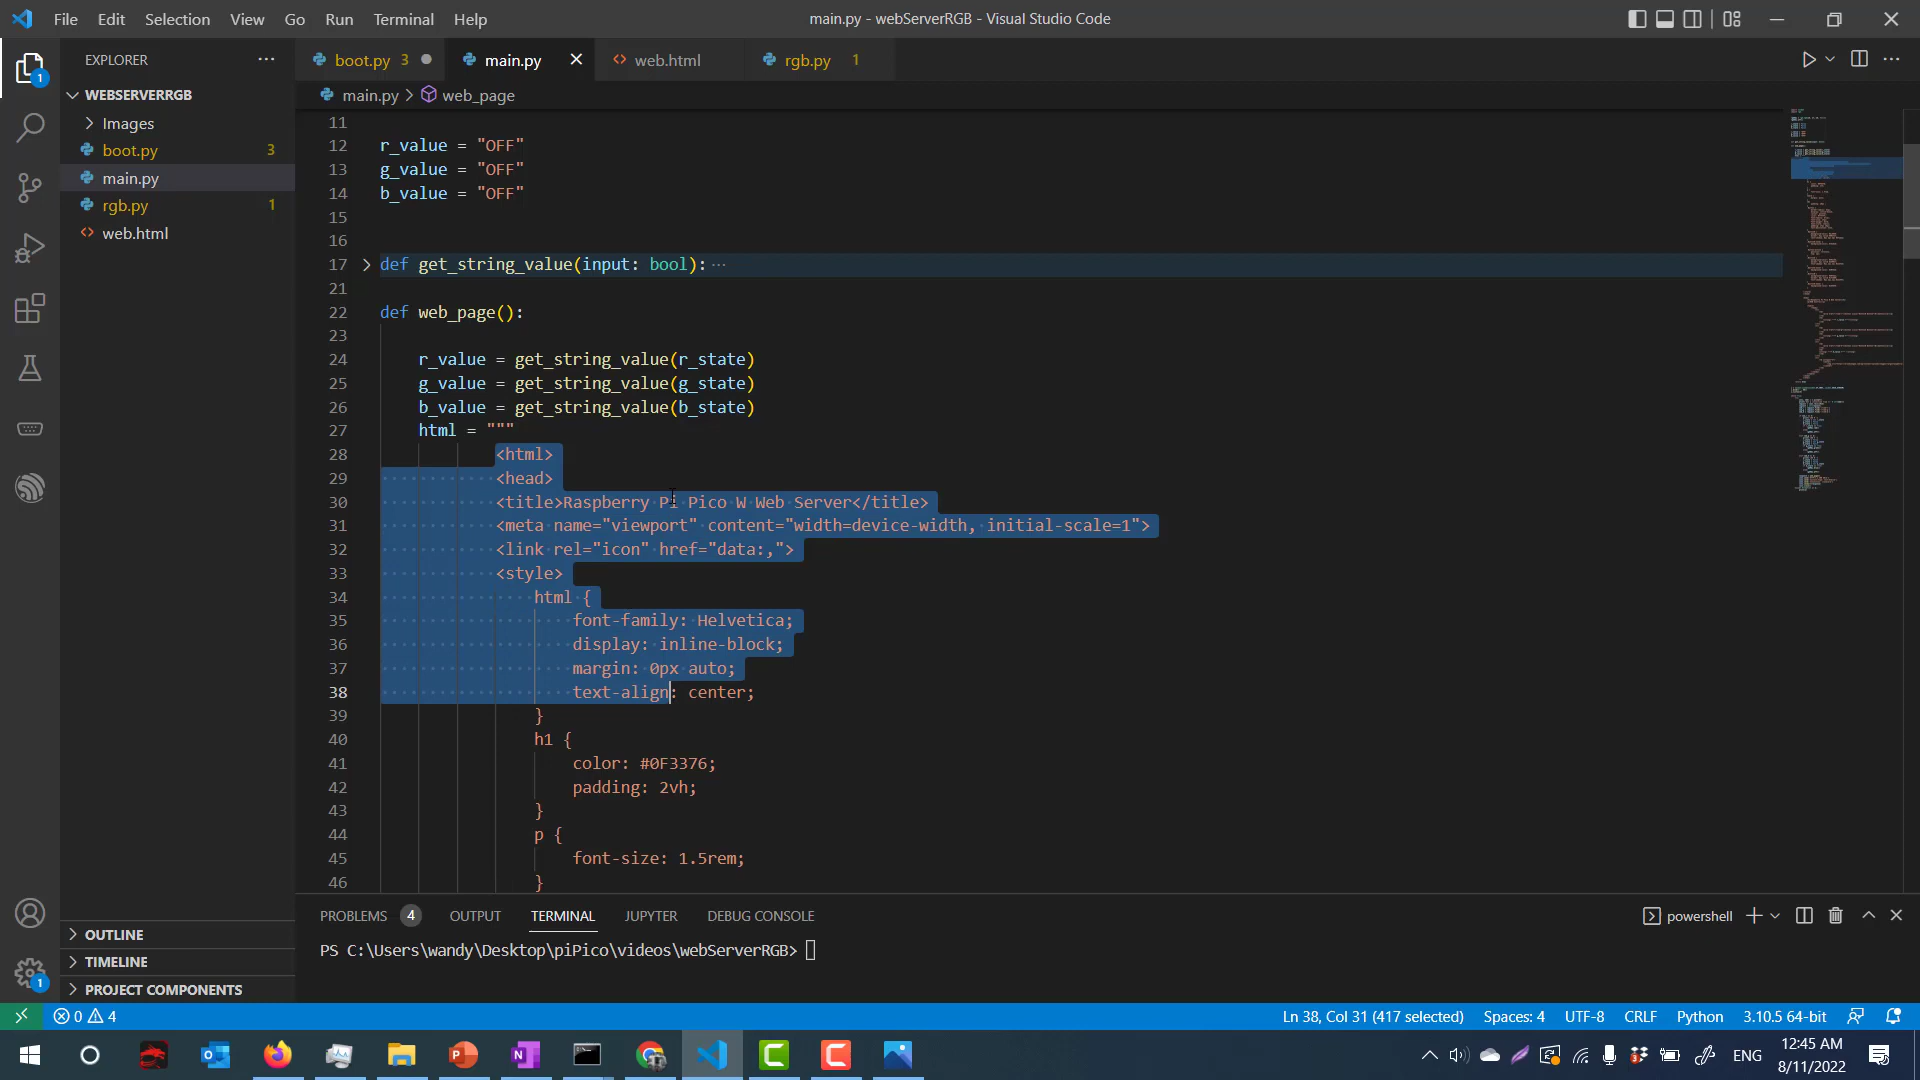 File Edit Selection View Go Run Terminal Help
main.py - webServerRGB - Visual Studio Code
EXPLORER
boot.py 3
main.py
web.html
rgb.py 1
WEBSERVERRGB
Images
boot.py 3
main.py
rgb.py 1
web.html
main.py > web_page
11
12 r_value = "OFF"
13 g_value = "OFF"
14 b_value = "OFF"
15
16
17 def get_string_value(input: bool): ···
21
22 def web_page():
23
24 r_value = get_string_value(r_state)
25 g_value = get_string_value(g_state)
26 b_value = get_string_value(b_state)
27 html = """
28 <html>
29 <head>
30 <title>Raspberry Pi Pico W Web Server</title>
31 <meta name="viewport" content="width=device-width, initial-scale=1">
32 <link rel="icon" href="data:,">
33 <style>
34 html {
35 font-family: Helvetica;
36 display: inline-block;
37 margin: 0px auto;
38 text-align: center;
39 }
40 h1 {
41 color: #0F3376;
42 padding: 2vh;
43 }
44 p {
45 font-size: 1.5rem;
46 }
PROBLEMS 4 OUTPUT TERMINAL JUPYTER DEBUG CONSOLE
powershell
PS C:\Users\wandy\Desktop\piPico\videos\webServerRGB>
OUTLINE
TIMELINE
PROJECT COMPONENTS
1
1
0 4
Ln 38, Col 31 (417 selected) Spaces: 4 UTF-8 CRLF Python 3.10.5 64-bit
ENG
12:45 AM
8/11/2022